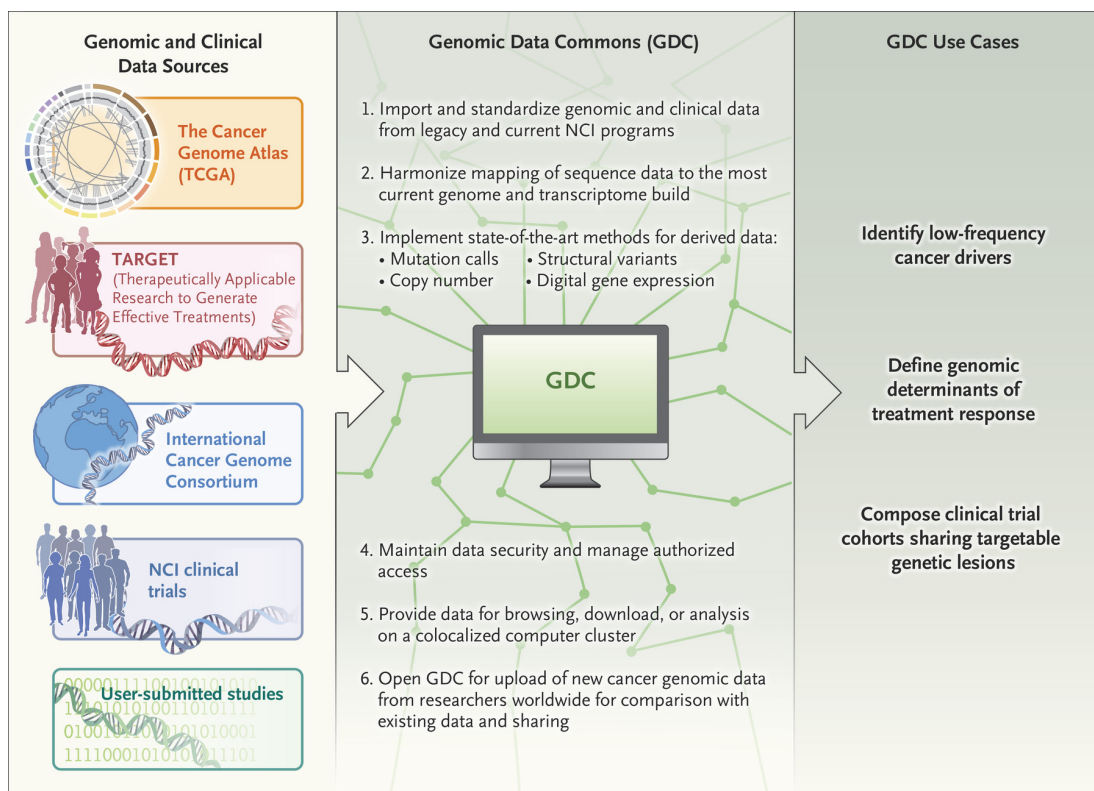 Genomic and Clinical
Data Sources
The Cancer
Genome Atlas
(TCGA)
TARGET
(Therapeutically Applicable
Research to Generate
Effective Treatments)
International
Cancer Genome
Consortium
NCI clinical
trials
User-submitted studies
Genomic Data Commons (GDC)
1. Import and standardize genomic and clinical data
from legacy and current NCI programs
2. Harmonize mapping of sequence data to the most
current genome and transcriptome build
3. Implement state-of-the-art methods for derived data:
• Mutation calls • Structural variants
• Copy number • Digital gene expression
GDC
4. Maintain data security and manage authorized
access
5. Provide data for browsing, download, or analysis
on a colocalized computer cluster
6. Open GDC for upload of new cancer genomic data
from researchers worldwide for comparison with
existing data and sharing
GDC Use Cases
Identify low-frequency
cancer drivers
Define genomic
determinants of
treatment response
Compose clinical trial
cohorts sharing targetable
genetic lesions